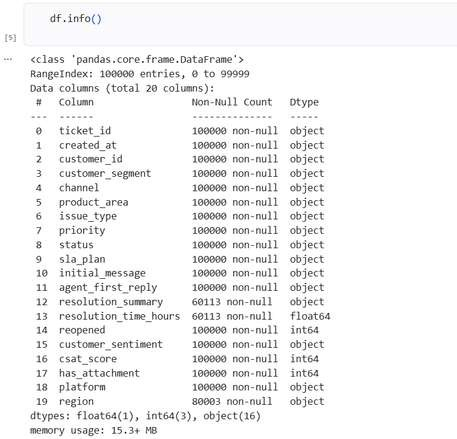 df.info()
[5]
...
<class 'pandas.core.frame.DataFrame'>
RangeIndex: 100000 entries, 0 to 99999
Data columns (total 20 columns):
 #   Column                 Non-Null Count   Dtype
---  ------                 --------------   -----
 0   ticket_id              100000 non-null  object
 1   created_at             100000 non-null  object
 2   customer_id            100000 non-null  object
 3   customer_segment       100000 non-null  object
 4   channel                100000 non-null  object
 5   product_area           100000 non-null  object
 6   issue_type             100000 non-null  object
 7   priority               100000 non-null  object
 8   status                 100000 non-null  object
 9   sla_plan               100000 non-null  object
 10  initial_message        100000 non-null  object
 11  agent_first_reply      100000 non-null  object
 12  resolution_summary     60113 non-null   object
 13  resolution_time_hours  60113 non-null   float64
 14  reopened               100000 non-null  int64
 15  customer_sentiment     100000 non-null  object
 16  csat_score             100000 non-null  int64
 17  has_attachment         100000 non-null  int64
 18  platform               100000 non-null  object
 19  region                 80003 non-null   object
dtypes: float64(1), int64(3), object(16)
memory usage: 15.3+ MB